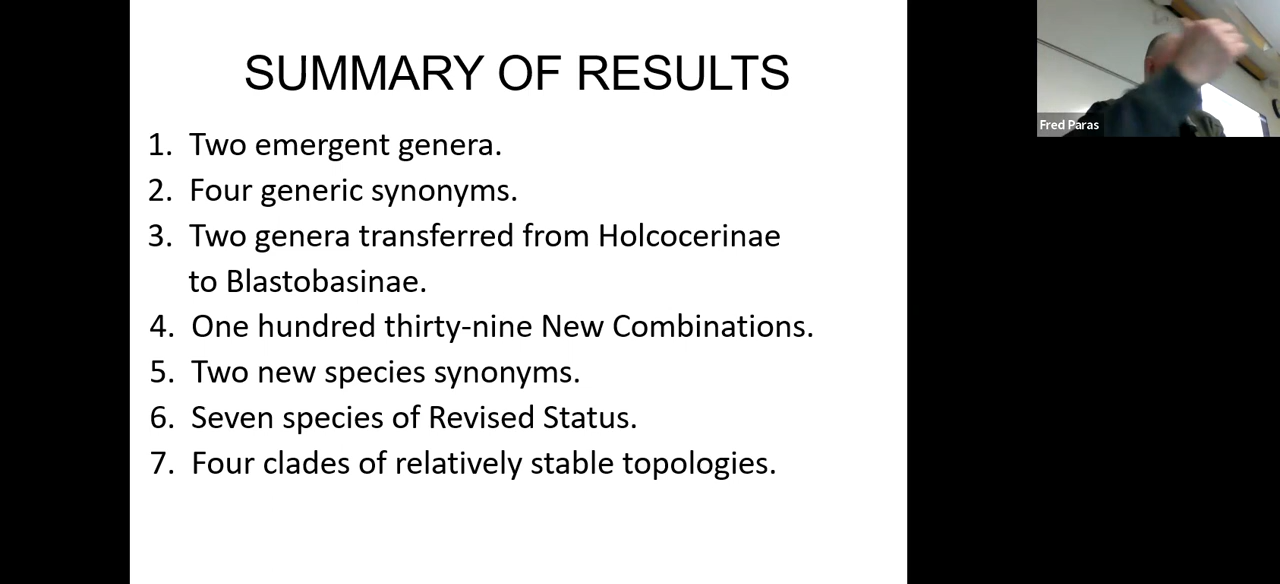 SUMMARY OF RESULTS
1. Two emergent genera.
2. Four generic synonyms.
3. Two genera transferred from Holcocerinae
to Blastobasinae.
4. One hundred thirty-nine New Combinations.
5. Two new species synonyms.
6. Seven species of Revised Status.
7. Four clades of relatively stable topologies.
Fred Paras